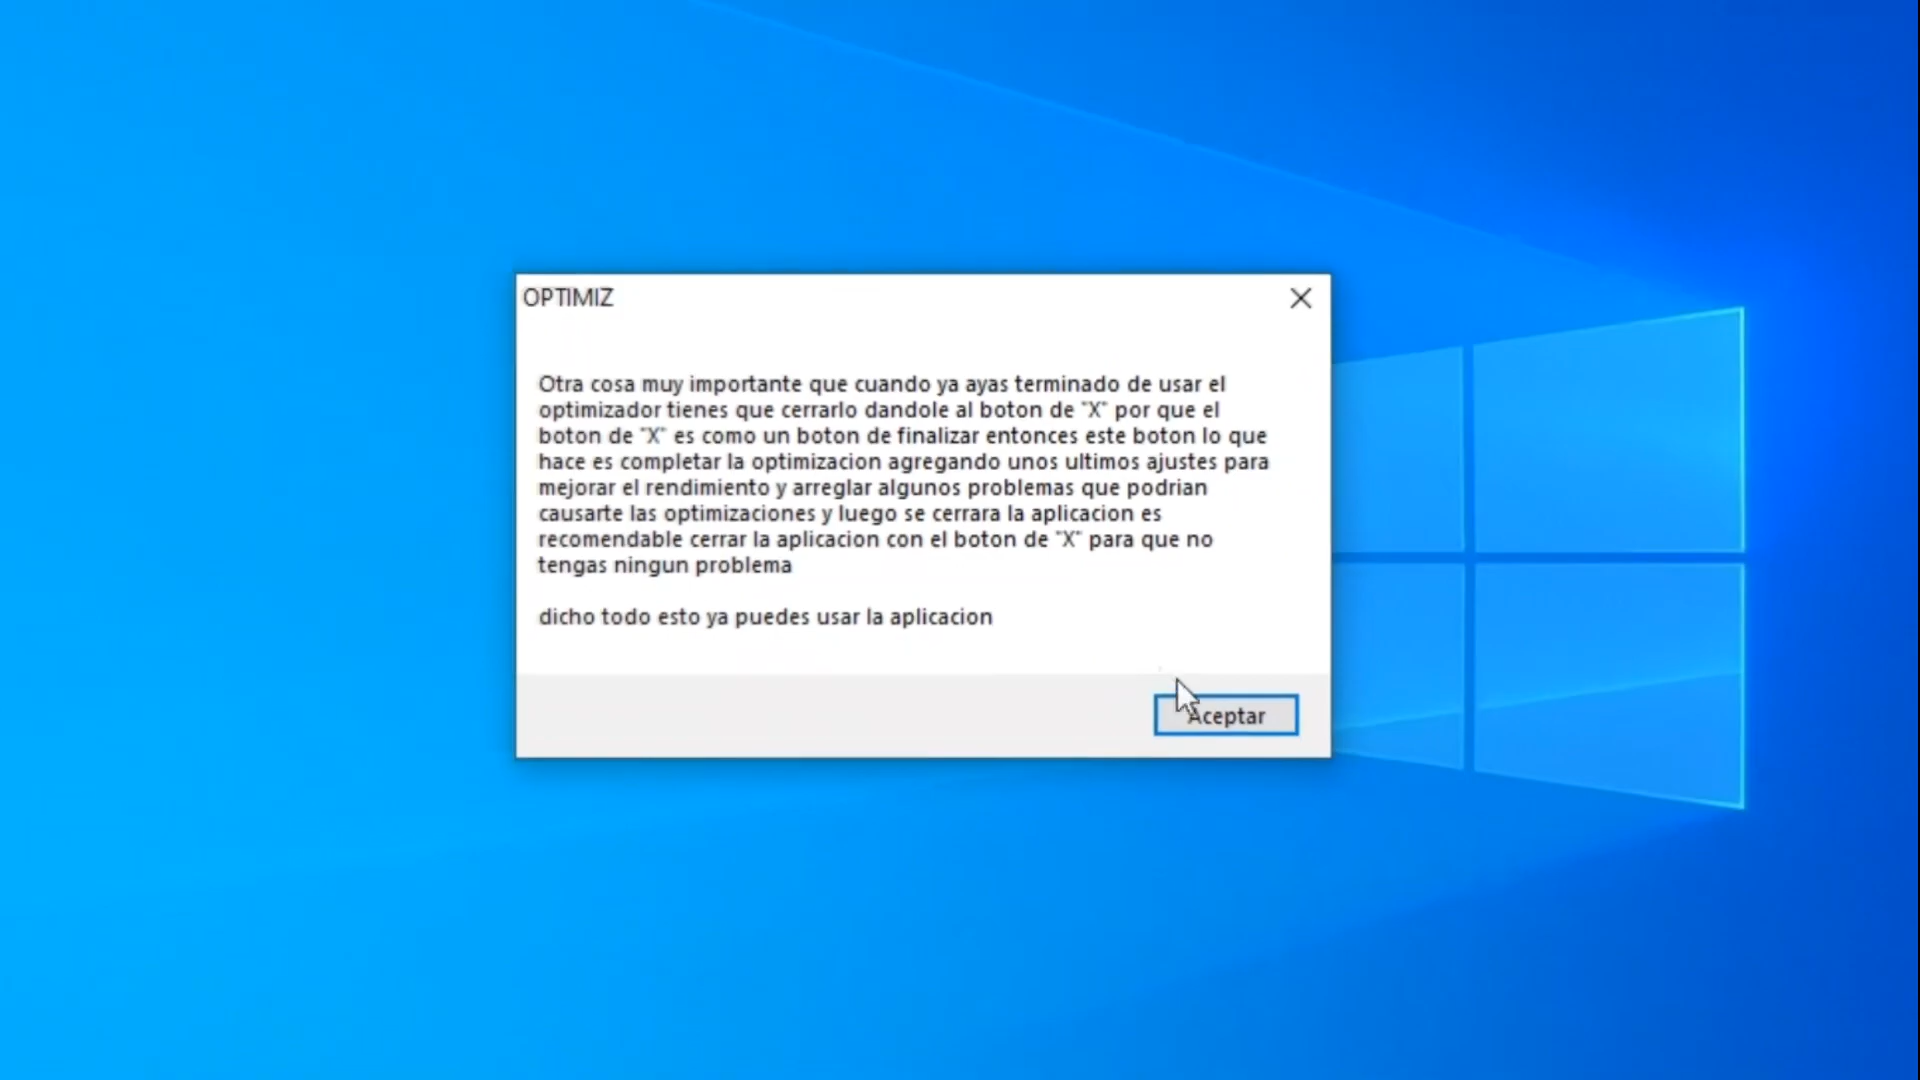 OPTIMIZ
Otra cosa muy importante que cuando ya ayas terminado de usar el
optimizador tienes que cerrarlo dandole al boton de "X" por que el
boton de "X" es como un boton de finalizar entonces este boton lo que
hace es completar la optimizacion agregando unos ultimos ajustes para
mejorar el rendimiento y arreglar algunos problemas que podrian
causarte las optimizaciones y luego se cerrara la aplicacion es
recomendable cerrar la aplicacion con el boton de "X" para que no
tengas ningun problema
dicho todo esto ya puedes usar la aplicacion
Aceptar